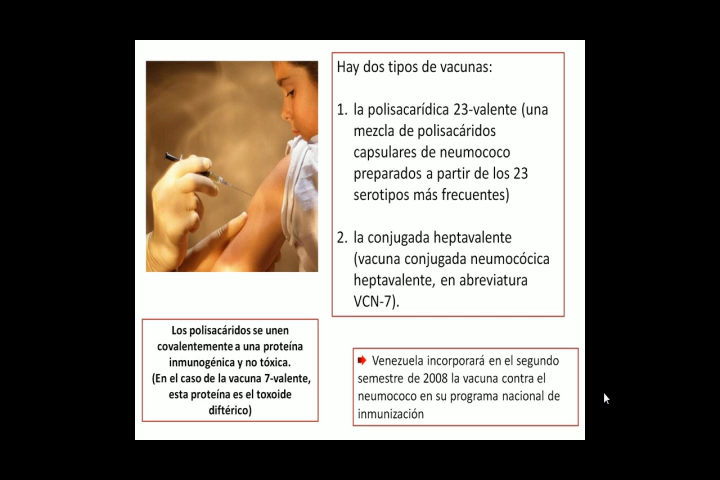 Hay dos tipos de vacunas:
1. la polisacarídica 23-valente (una
mezcla de polisacáridos
capsulares de neumococo
preparados a partir de los 23
serotipos más frecuentes)
2. la conjugada heptavalente
(vacuna conjugada neumocócica
heptavalente, en abreviatura
VCN-7).
Los polisacáridos se unen
covalentemente a una proteína
inmunogénica y no tóxica.
(En el caso de la vacuna 7-valente,
esta proteína es el toxoide
diftérico)
Venezuela incorporará en el segundo
semestre de 2008 la vacuna contra el
neumococo en su programa nacional de
inmunización